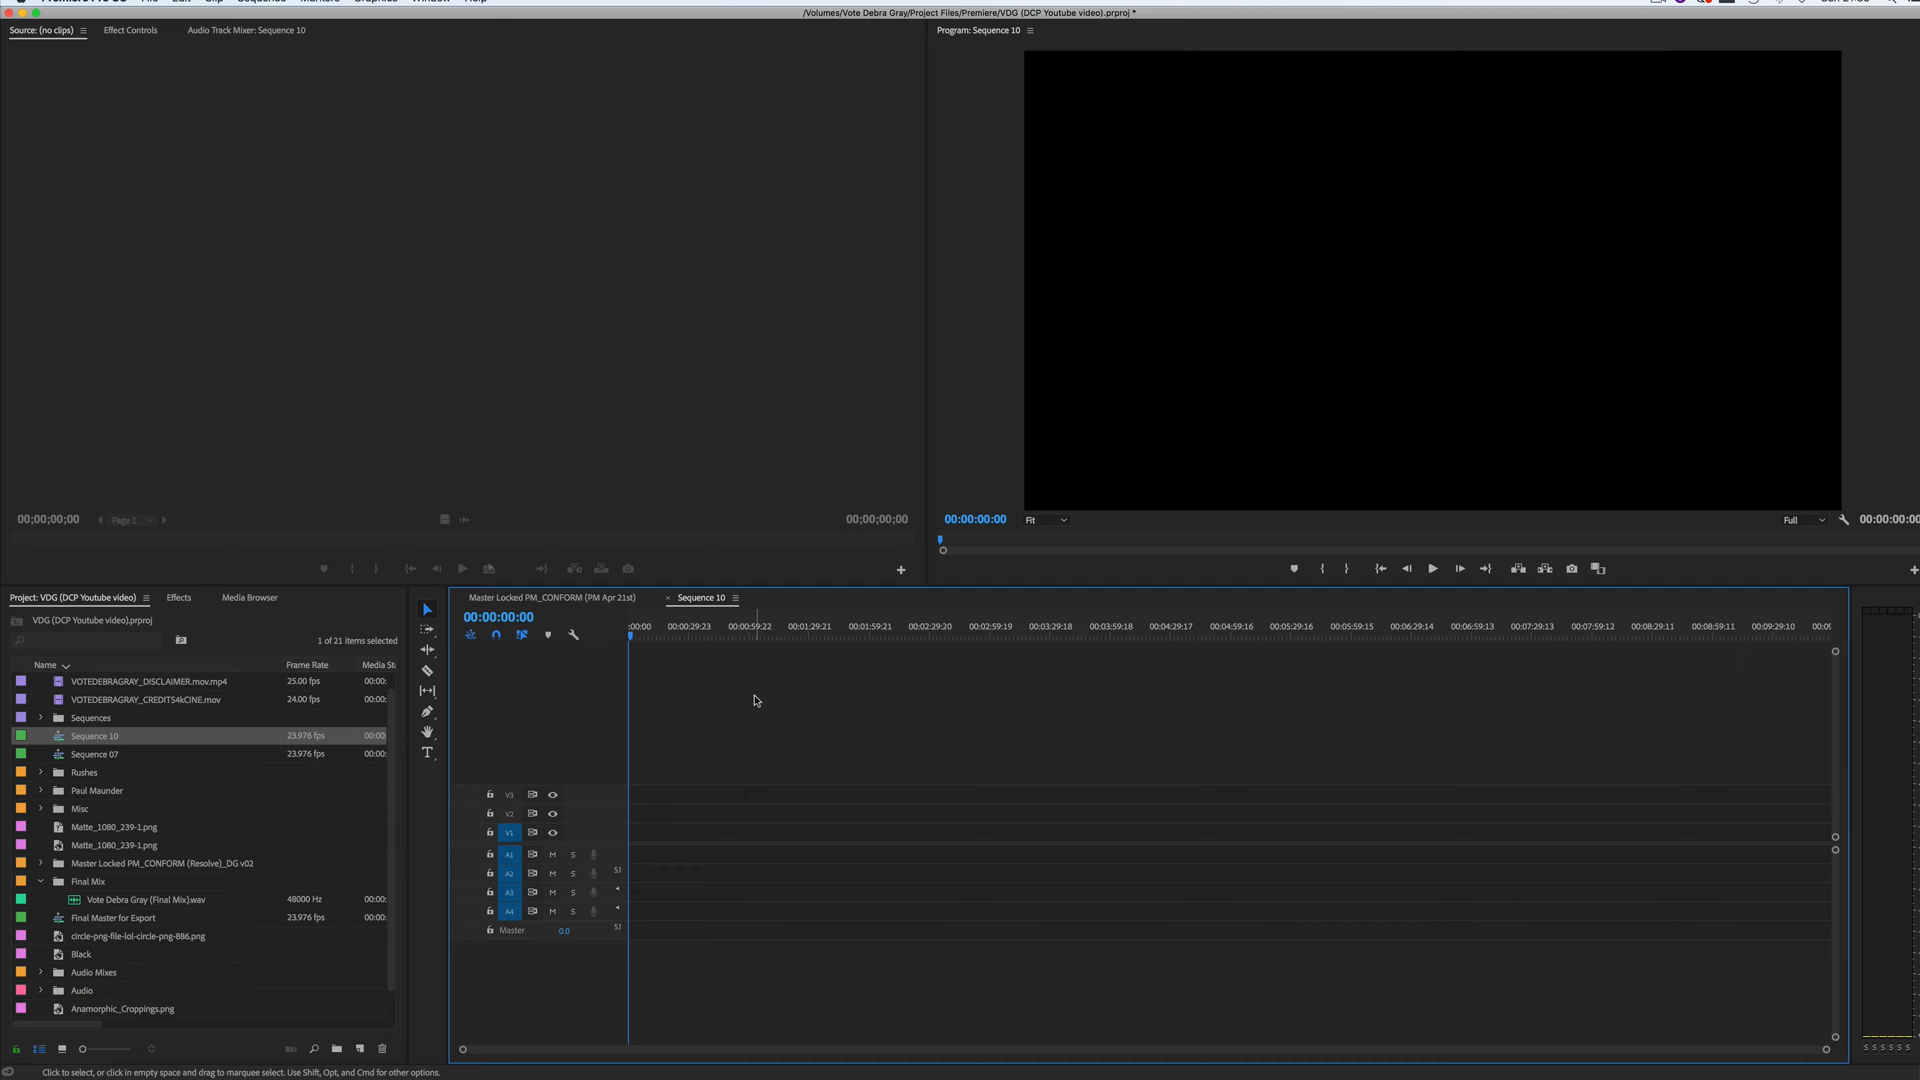 /Volumes/Vote Debra Gray/Project Files/Premiere/VDG (DCP Youtube video).prproj *
Source: (no clips)
Effect Controls
Audio Track Mixer: Sequence 10
Program: Sequence 10
00;00;00;00
Page 1
00;00;00;00
00:00:00:00
Fit
Full
00:00:00:00
Project: VDG (DCP Youtube video)
Effects
Media Browser
Master Locked PM_CONFORM (PM Apr 21st)
× Sequence 10
VDG (DCP Youtube video).prproj
00:00:00:00
:00:00 00:00:29:23 00:00:59:22 00:01:29:21 00:01:59:21 00:02:29:20 00:02:59:19 00:03:29:18 00:03:59:18 00:04:29:17 00:04:59:16 00:05:29:16 00:05:59:15 00:06:29:14 00:06:59:13 00:07:29:13 00:07:59:12 00:08:29:11 00:08:59:11 00:09:29:10 00:09
1 of 21 items selected
Name
Frame Rate
Media St
VOTEDEBRAGRAY_DISCLAIMER.mov.mp4 25.00 fps 00:00:
VOTEDEBRAGRAY_CREDITS4kCINE.mov 24.00 fps 00:00:
Sequences
Sequence 10 23.976 fps 00:00:
Sequence 07 23.976 fps 00:00:
Rushes
Paul Maunder
Misc
Matte_1080_239-1.png
Matte_1080_239-1.png
Master Locked PM_CONFORM (Resolve)_DG v02
Final Mix
Vote Debra Gray (Final Mix).wav 48000 Hz 00:00:
Final Master for Export 23.976 fps 00:00:
circle-png-file-lol-circle-png-886.png
Black
Audio Mixes
Audio
Anamorphic_Croppings.png
V3
V2
V1
A1 M S
A2 M S 5.1
A3 M S
A4 M S
Master 0.0 5.1
S S S S S S
Click to select, or click in empty space and drag to marquee select. Use Shift, Opt, and Cmd for other options.